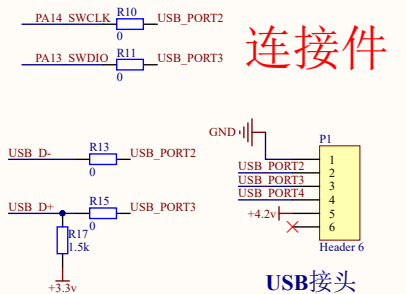 PA14_SWCLK R10 USB_PORT2
0
PA13_SWDIO R11 USB_PORT3
0
连接件
GND
P1
USB_D- R13 USB_PORT2
0
USB_D+ R15 USB_PORT3
0
R17
1.5k
+3.3v
1
USB_PORT2 2
USB_PORT3 3
USB_PORT4 4
+4.2v 5
6
Header 6
USB接头